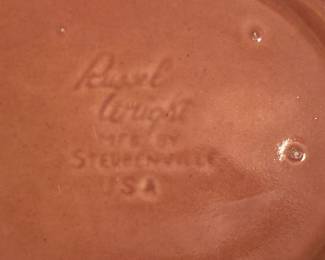 Russel
Wright
MFG. BY
STEUBENVILLE
USA